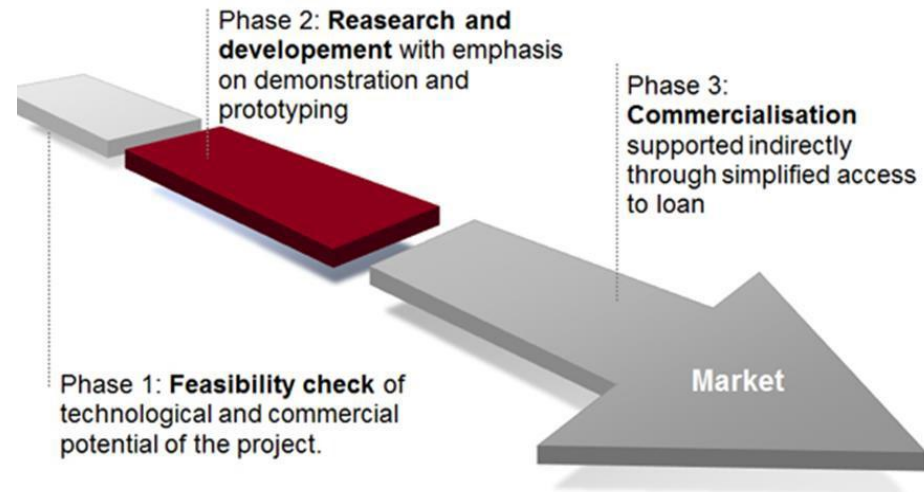 Phase 2: Reasearch and
developement with emphasis
on demonstration and
prototyping
Phase 3:
Commercialisation
supported indirectly
through simplified access
to loan
Phase 1: Feasibility check of
technological and commercial
potential of the project.
Market